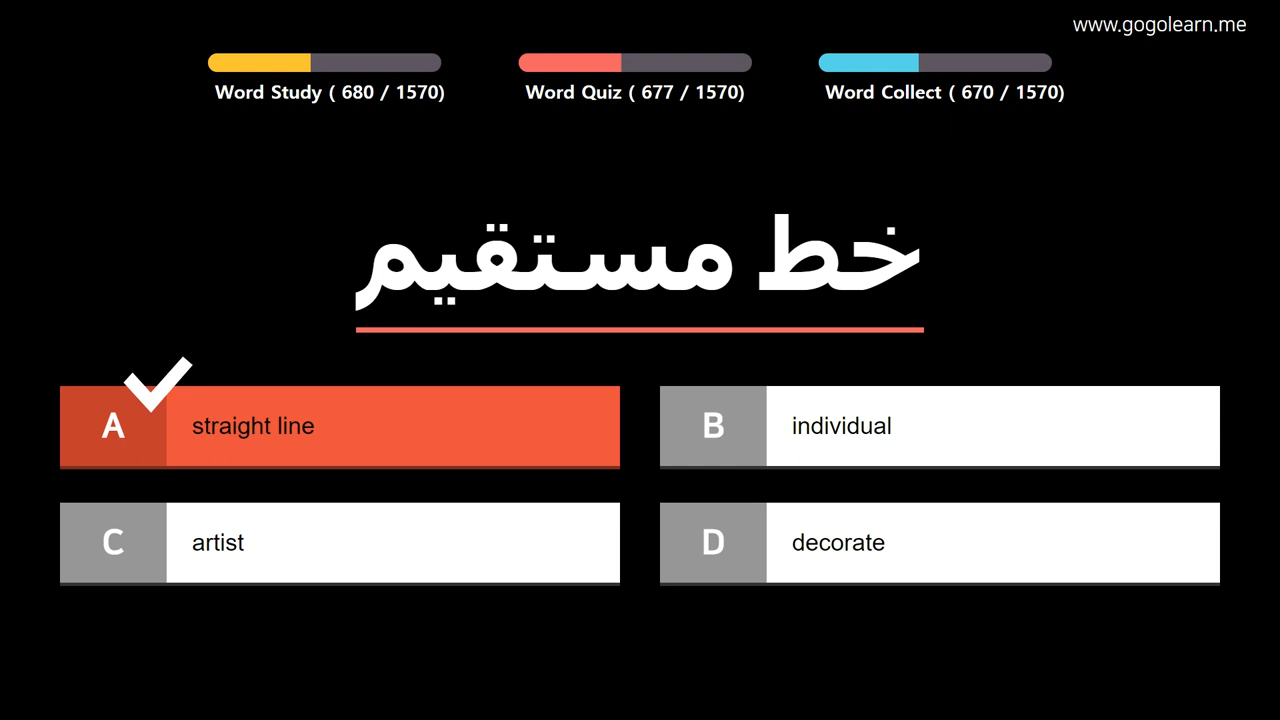 www.gogolearn.me
Word Study ( 680 / 1570)
Word Quiz ( 677 / 1570)
Word Collect ( 670 / 1570)
خط مستقيم
A straight line
B individual
C artist
D decorate